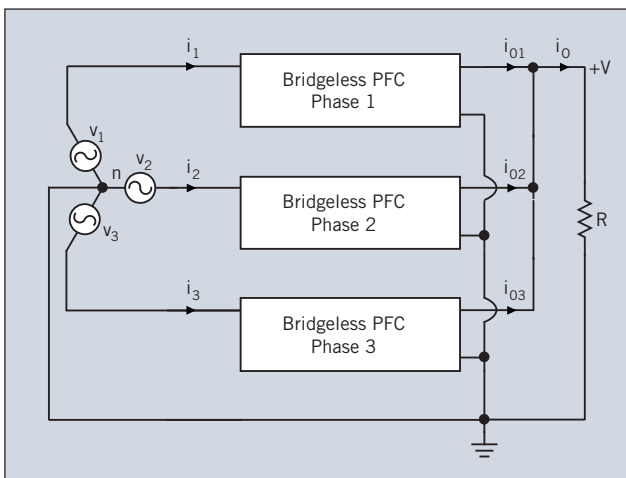 i1
i01
i0
+V
Bridgeless PFC
Phase 1
v1
n
v2
i2
i02
Bridgeless PFC
Phase 2
R
v3
i3
i03
Bridgeless PFC
Phase 3